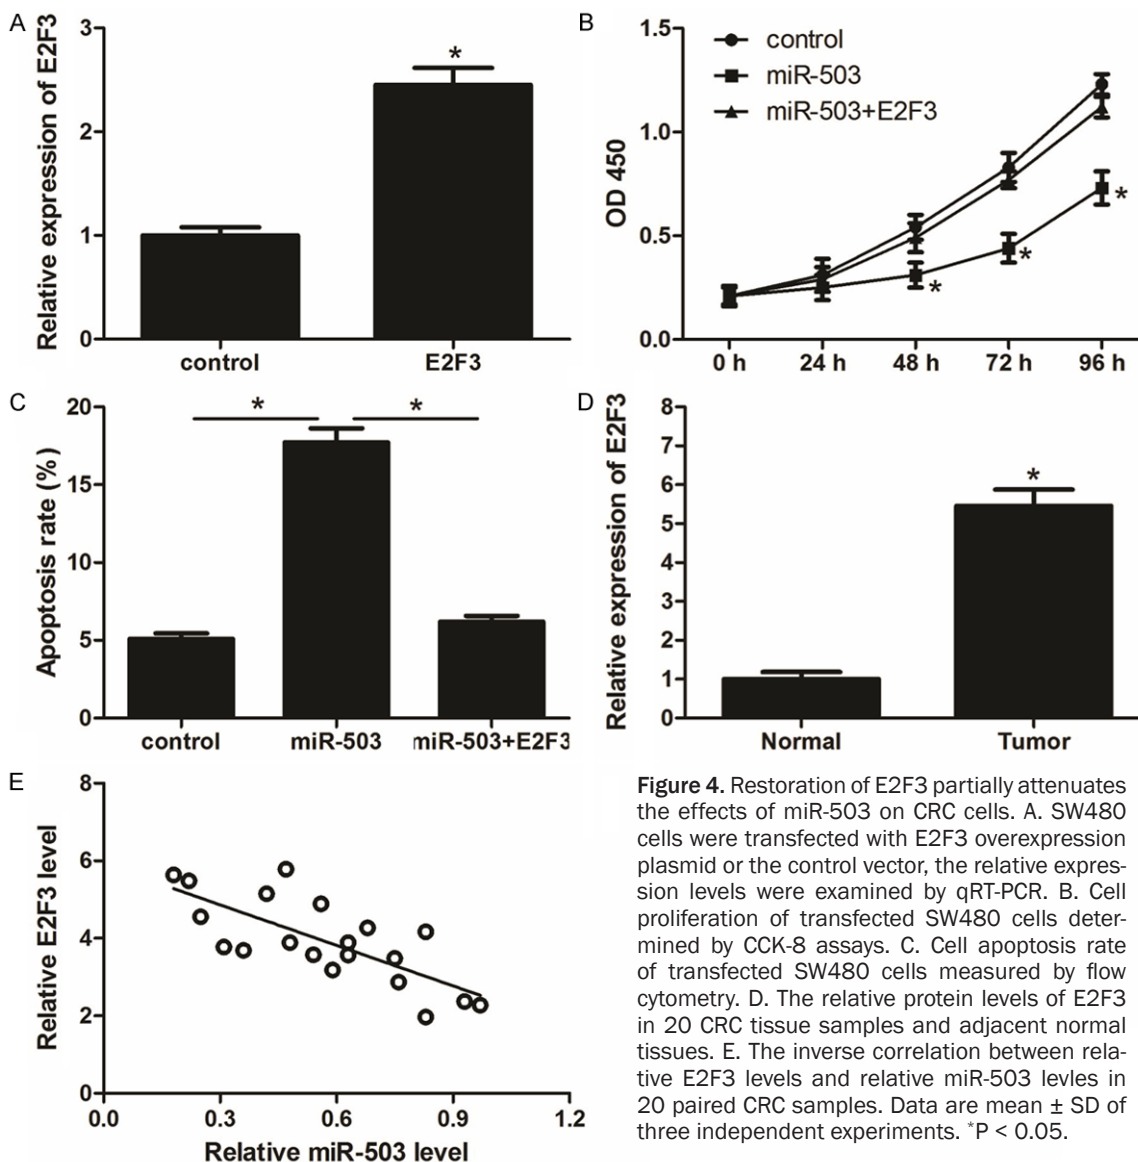 A
Relative expression of E2F3
3
2
1
0
*
control
E2F3
B
OD 450
1.5
1.0
0.5
0.0
control
miR-503
miR-503+E2F3
*
*
*
0 h
24 h
48 h
72 h
96 h
C
Apoptosis rate (%)
20
15
10
5
0
*
*
control
miR-503
miR-503+E2F3
D
Relative expression of E2F3
8
7
6
5
4
3
2
1
0
*
Normal
Tumor
E
Relative E2F3 level
8
6
4
2
0
0.0
0.3
0.6
0.9
1.2
Relative miR-503 level
Figure 4. Restoration of E2F3 partially attenuates
the effects of miR-503 on CRC cells. A. SW480
cells were transfected with E2F3 overexpression
plasmid or the control vector, the relative expres-
sion levels were examined by qRT-PCR. B. Cell
proliferation of transfected SW480 cells deter-
mined by CCK-8 assays. C. Cell apoptosis rate
of transfected SW480 cells measured by flow
cytometry. D. The relative protein levels of E2F3
in 20 CRC tissue samples and adjacent normal
tissues. E. The inverse correlation between rela-
tive E2F3 levels and relative miR-503 levles in
20 paired CRC samples. Data are mean ± SD of
three independent experiments. *P < 0.05.